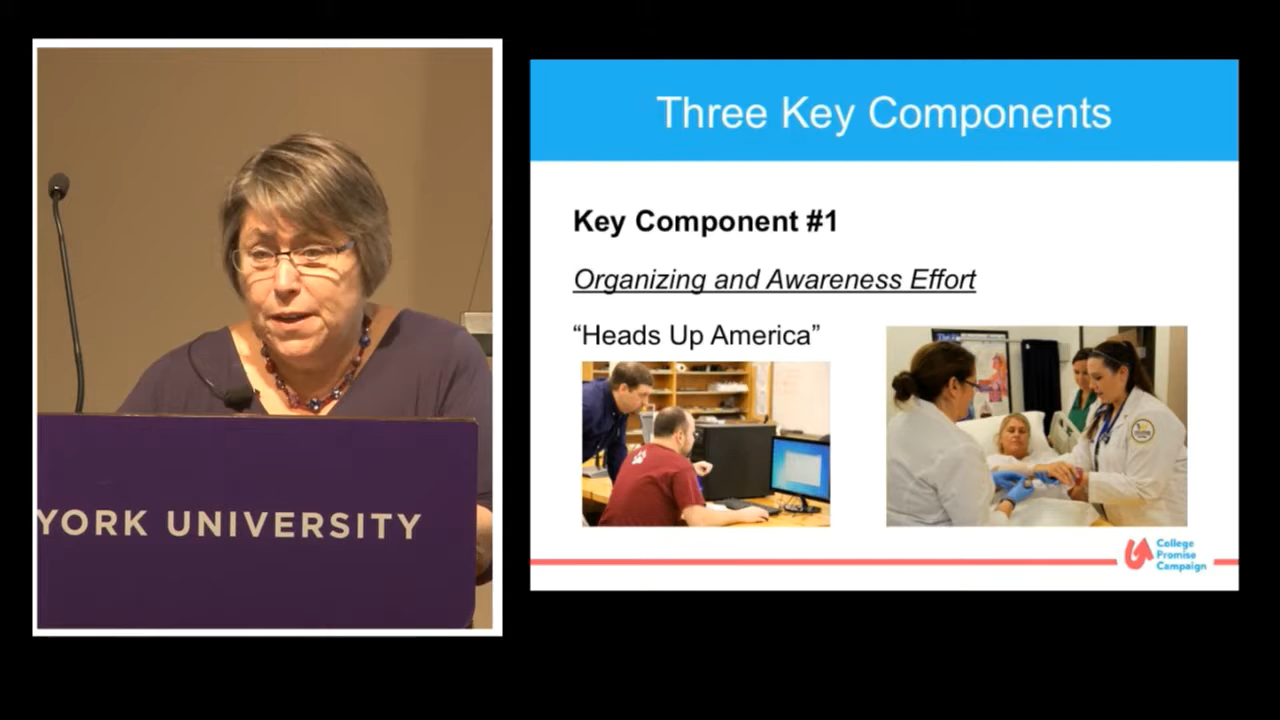 YORK UNIVERSITY
Three Key Components
Key Component #1
Organizing and Awareness Effort
“Heads Up America”
College
Promise
Campaign